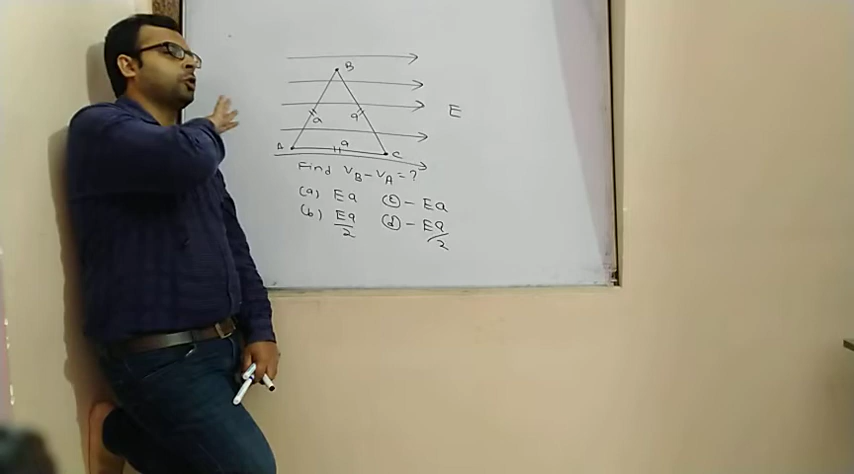 B
E
a a
A a C
Find V_B - V_A = ?
(a) Ea (c) - Ea
(b) Ea/2 (d) - Ea/2